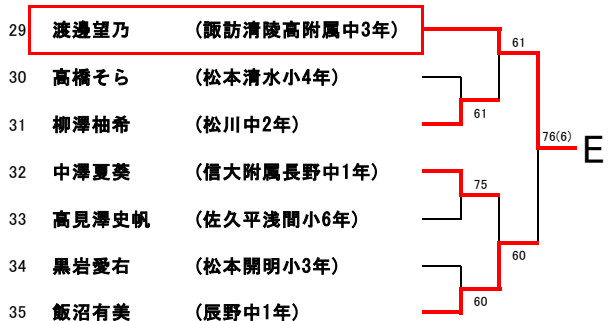 29 渡邊望乃 (諏訪清陵高附属中3年)
61
30 高橋そら (松本清水小4年)
61
31 柳澤柚希 (松川中2年)
76(6)
E
32 中澤夏葵 (信大附属長野中1年)
75
33 高見澤史帆 (佐久平浅間小6年)
60
34 黒岩愛右 (松本開明小3年)
60
35 飯沼有美 (辰野中1年)